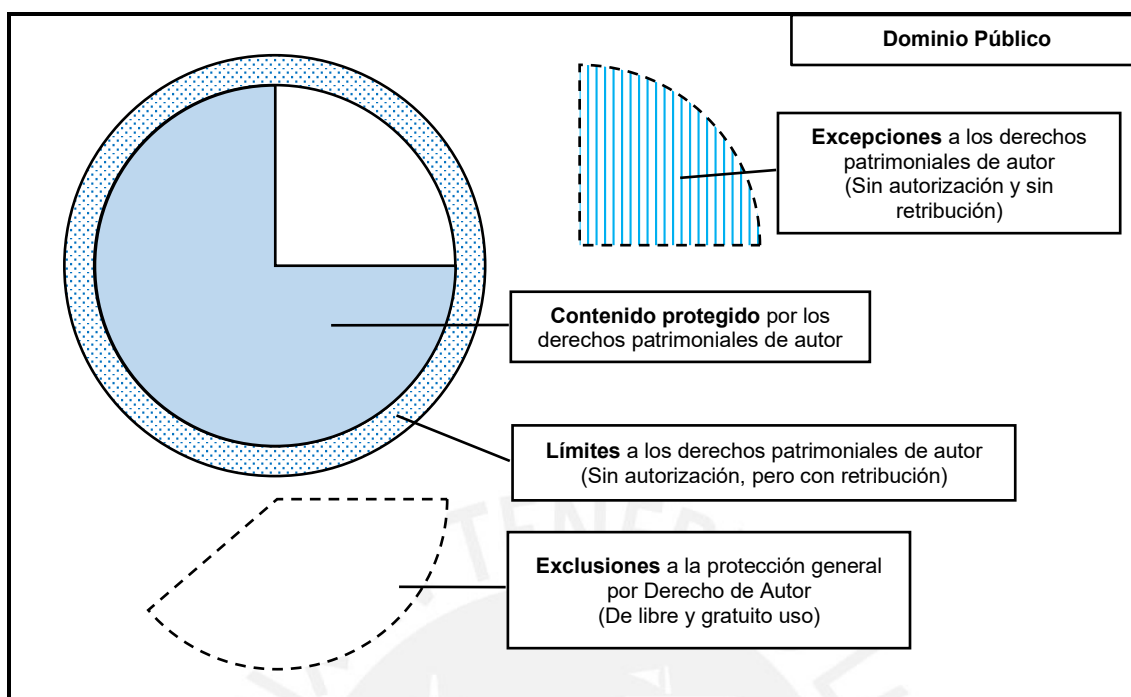 Dominio Público
Excepciones a los derechos
patrimoniales de autor
(Sin autorización y sin
retribución)
Contenido protegido por los
derechos patrimoniales de autor
Límites a los derechos patrimoniales de autor
(Sin autorización, pero con retribución)
Exclusiones a la protección general
por Derecho de Autor
(De libre y gratuito uso)